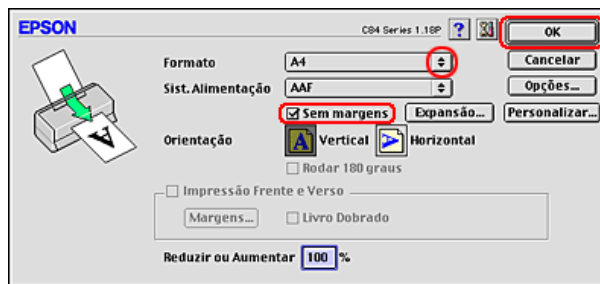 EPSON
C84 Series 1.18P ?
OK
Formato A4 Cancelar
Sist. Alimentação AAF Opções...
Sem margens Expansão... Personalizar...
Orientação A Vertical A Horizontal
Rodar 180 graus
Impressão Frente e Verso
Margens... Livro Dobrado
Reduzir ou Aumentar 100 %
A